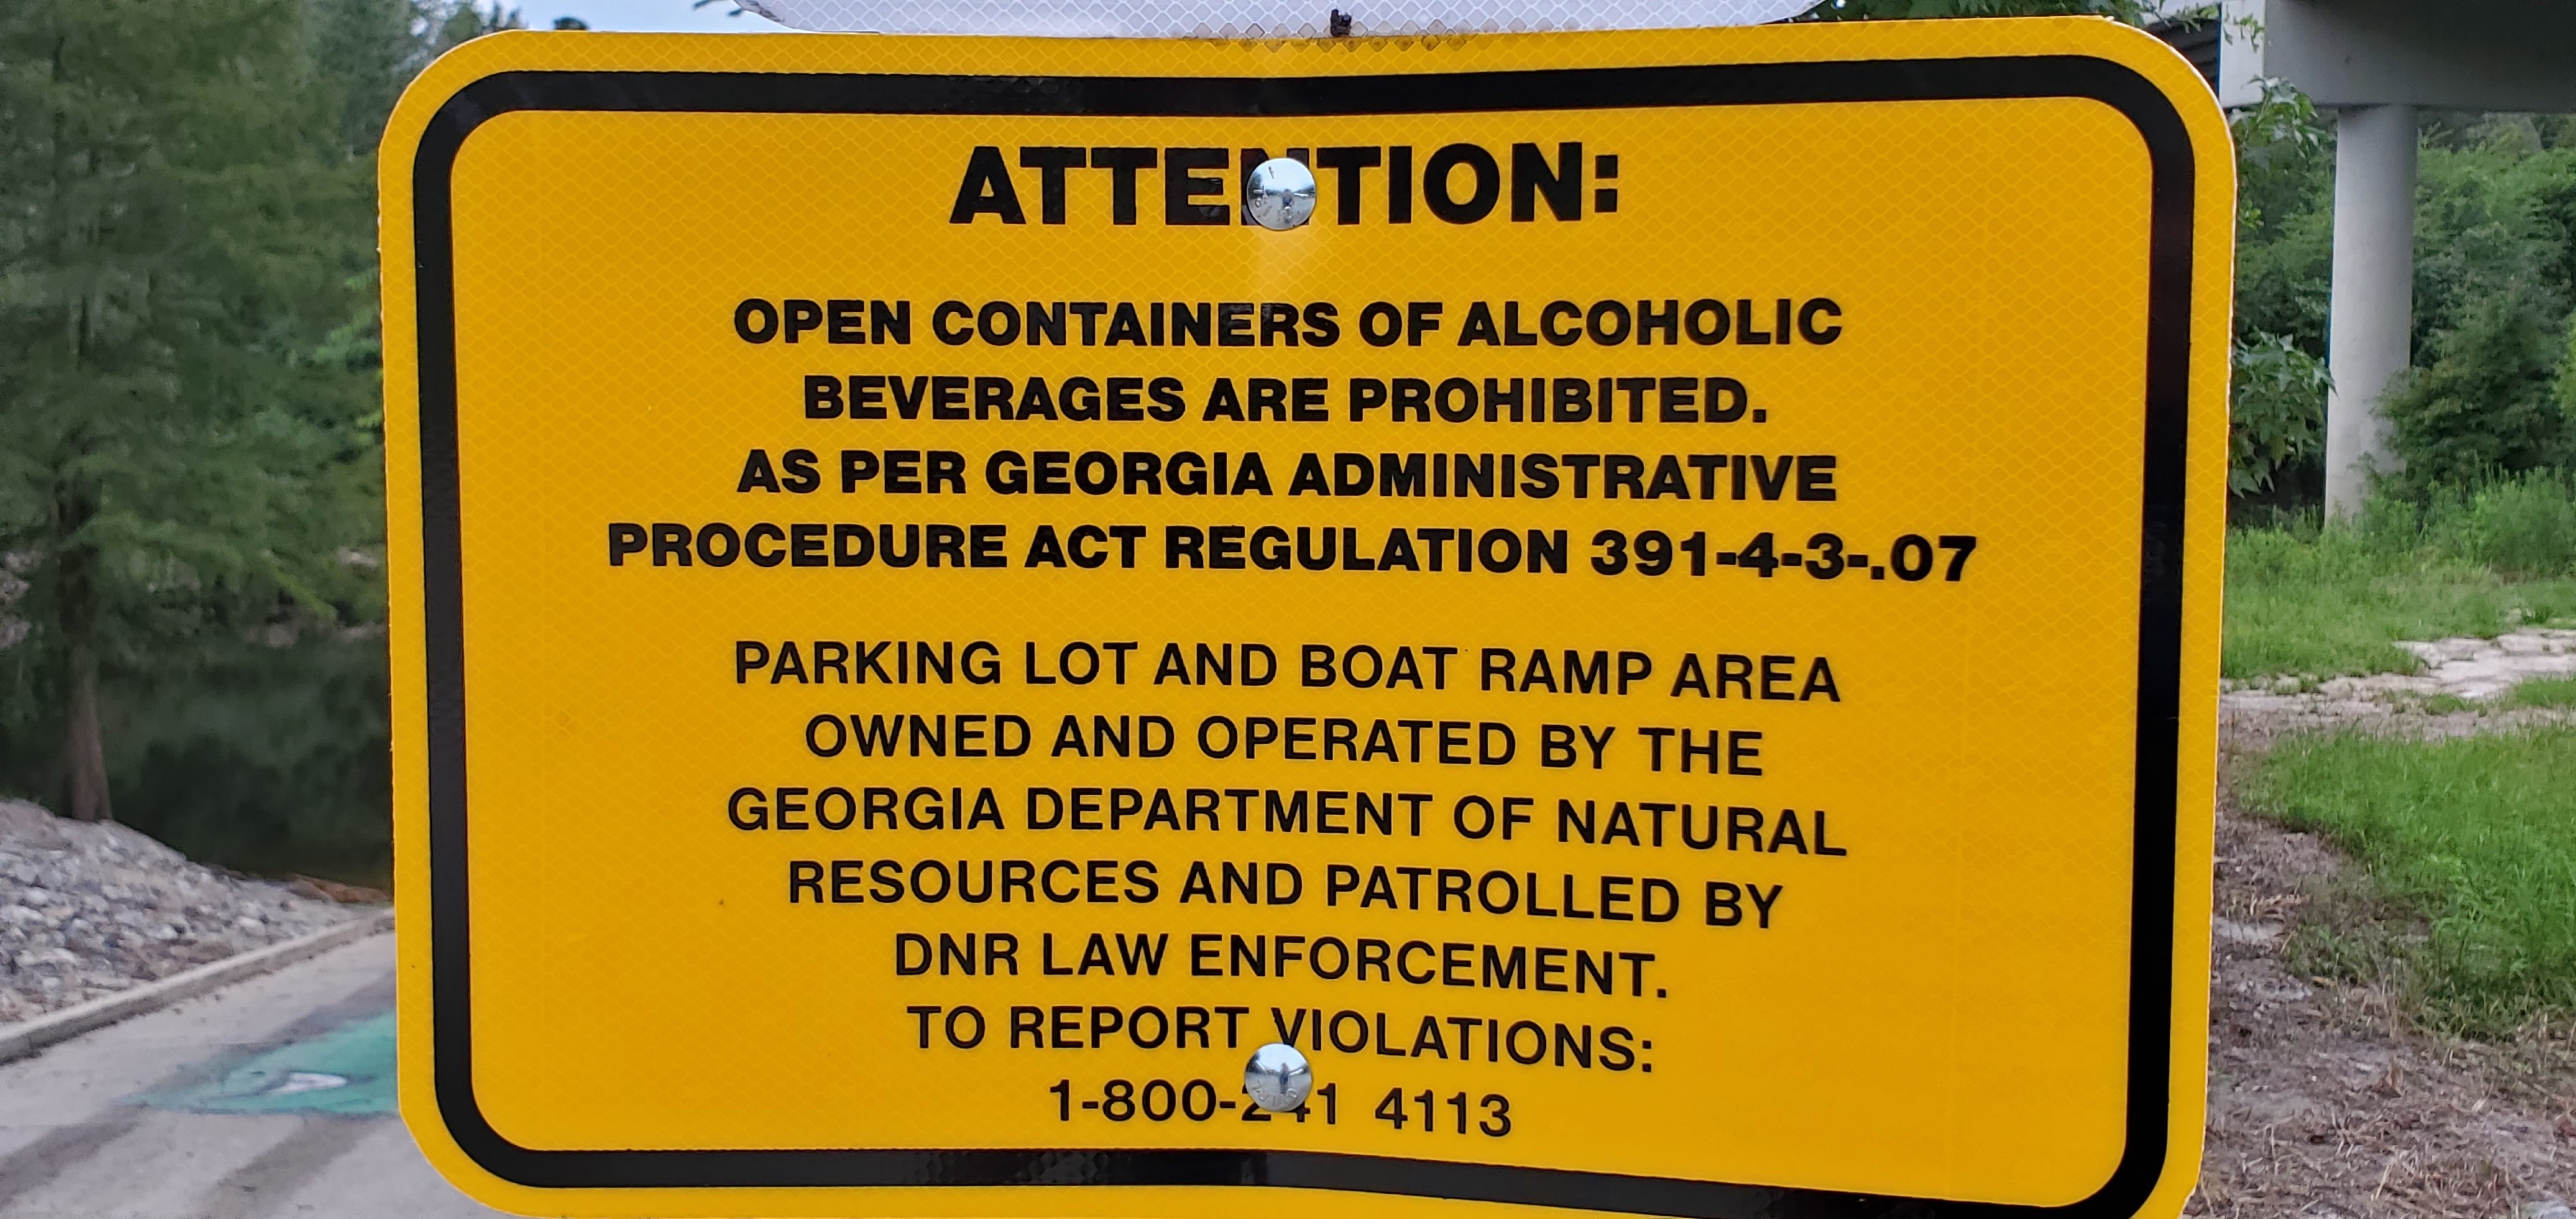 ATTENTION:
OPEN CONTAINERS OF ALCOHOLIC
BEVERAGES ARE PROHIBITED.
AS PER GEORGIA ADMINISTRATIVE
PROCEDURE ACT REGULATION 391-4-3-.07
PARKING LOT AND BOAT RAMP AREA
OWNED AND OPERATED BY THE
GEORGIA DEPARTMENT OF NATURAL
RESOURCES AND PATROLLED BY
DNR LAW ENFORCEMENT.
TO REPORT VIOLATIONS:
1-800-241 4113